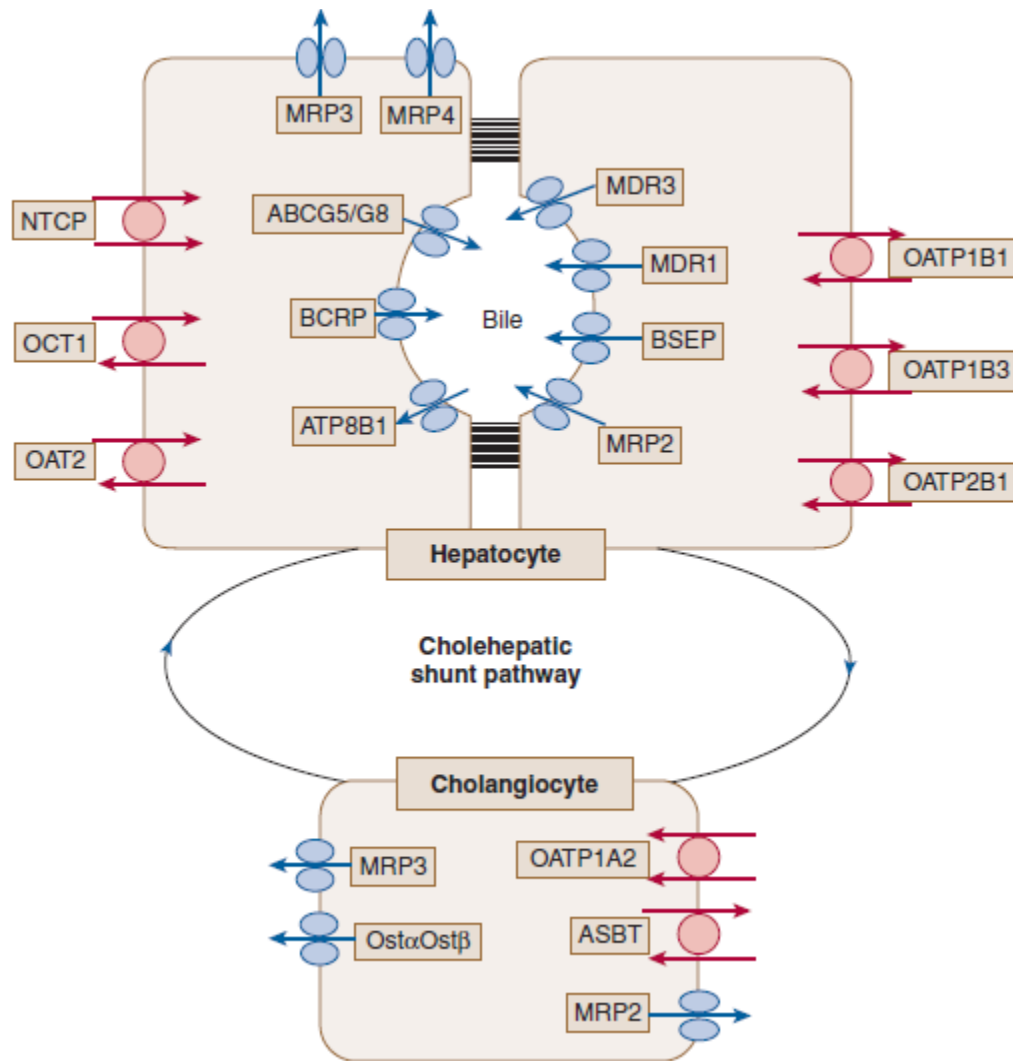 MRP3
MRP4
MDR3
ABCG5/G8
NTCP
MDR1
OATP1B1
BCRP
Bile
OCT1
BSEP
OATP1B3
ATP8B1
OAT2
MRP2
OATP2B1
Hepatocyte
Cholehepatic
shunt pathway
Cholangiocyte
MRP3
OATP1A2
OstαOstβ
ASBT
MRP2